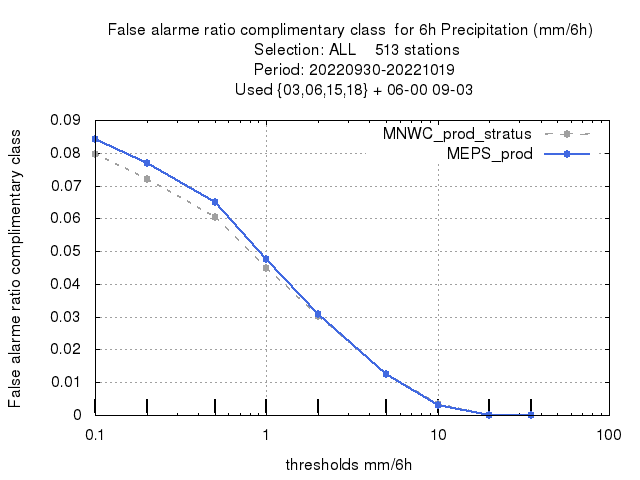 False alarme ratio complimentary class  for 6h Precipitation (mm/6h)
Selection: ALL    513 stations
Period: 20220930-20221019
Used {03,06,15,18} + 06-00 09-03
MNWC_prod_stratus
MEPS_prod
False alarme ratio complimentary class
0.09
0.08
0.07
0.06
0.05
0.04
0.03
0.02
0.01
0
0.1 1 10 100
thresholds mm/6h